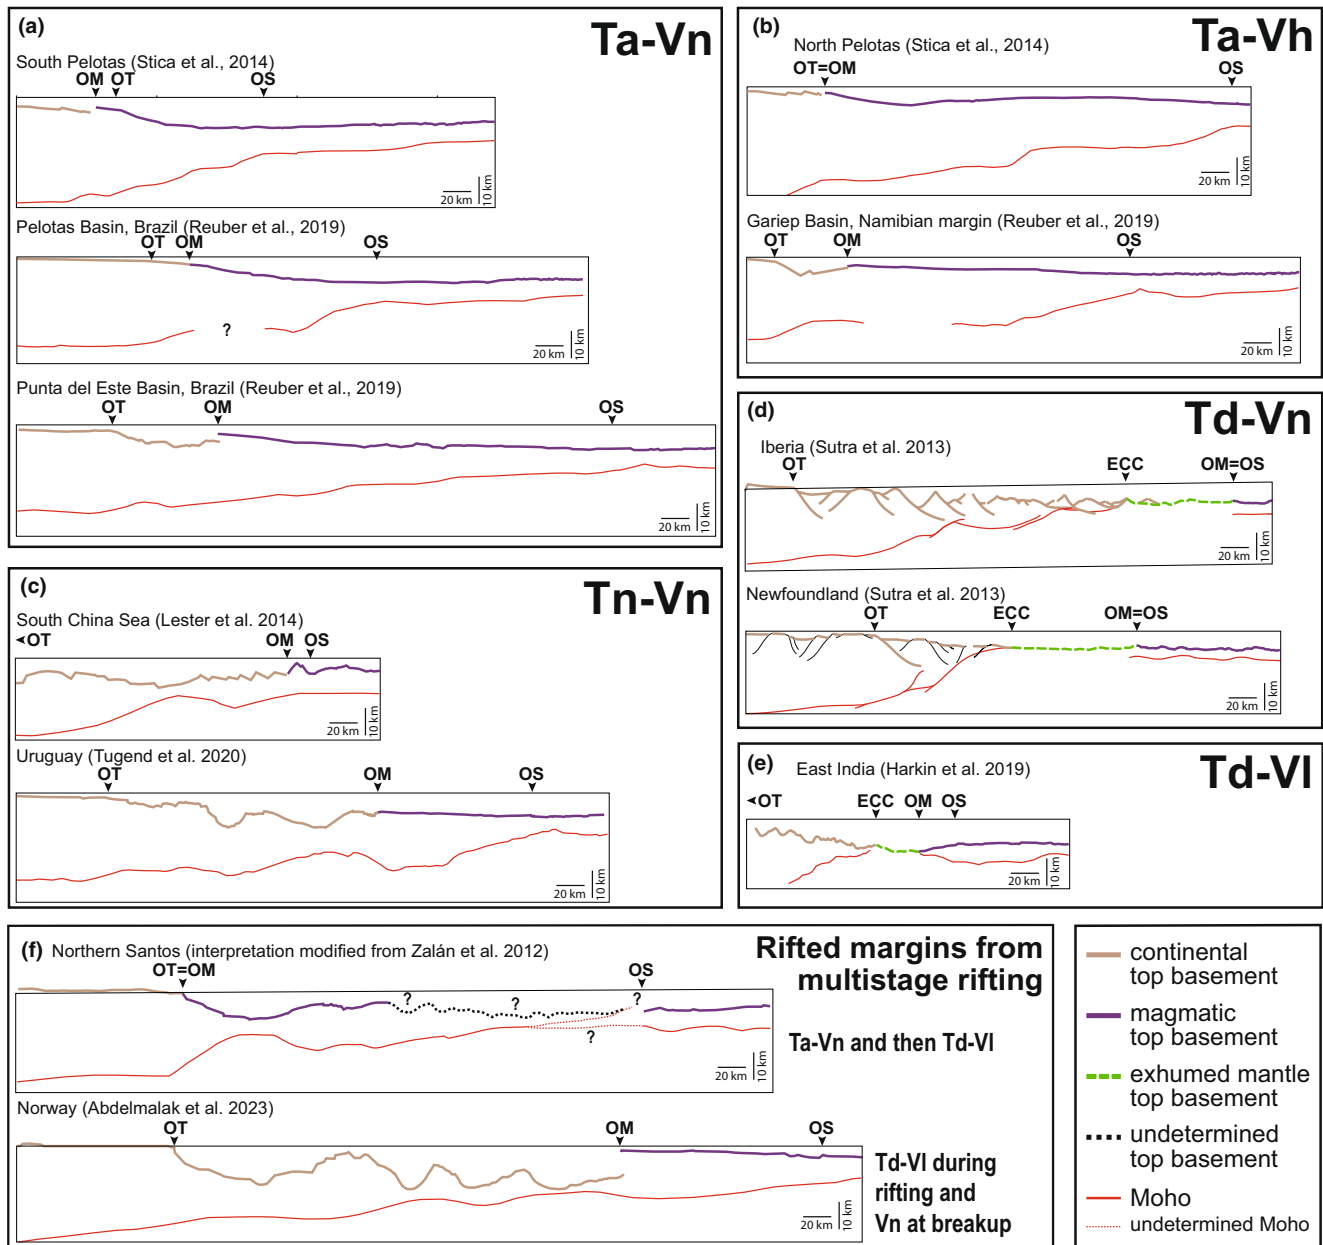 (a)
Ta-Vn
South Pelotas (Stica et al., 2014)
OM OT OS
20 km
10 km
Pelotas Basin, Brazil (Reuber et al., 2019)
OT OM OS
?
20 km
10 km
Punta del Este Basin, Brazil (Reuber et al., 2019)
OT OM OS
20 km
10 km
(b)
Ta-Vh
North Pelotas (Stica et al., 2014)
OT=OM OS
20 km
10 km
Gariep Basin, Namibian margin (Reuber et al., 2019)
OT OM OS
20 km
10 km
(c)
Tn-Vn
South China Sea (Lester et al. 2014)
OT OM OS
20 km
10 km
Uruguay (Tugend et al. 2020)
OT OM OS
20 km
10 km
(d)
Td-Vn
Iberia (Sutra et al. 2013)
OT ECC OM=OS
20 km
10 km
Newfoundland (Sutra et al. 2013)
OT ECC OM=OS
20 km
10 km
(e)
Td-Vl
East India (Harkin et al. 2019)
OT ECC OM OS
20 km
10 km
(f) Northern Santos (interpretation modified from Zalán et al. 2012)
Rifted margins from
multistage rifting
OT=OM OS
? ? ?
?
20 km
10 km
Ta-Vn and then Td-Vl
Norway (Abdelmalak et al. 2023)
OT OM OS
20 km
10 km
Td-Vl during
rifting and
Vn at breakup
continental
top basement
magmatic
top basement
exhumed mantle
top basement
undetermined
top basement
Moho
undetermined Moho